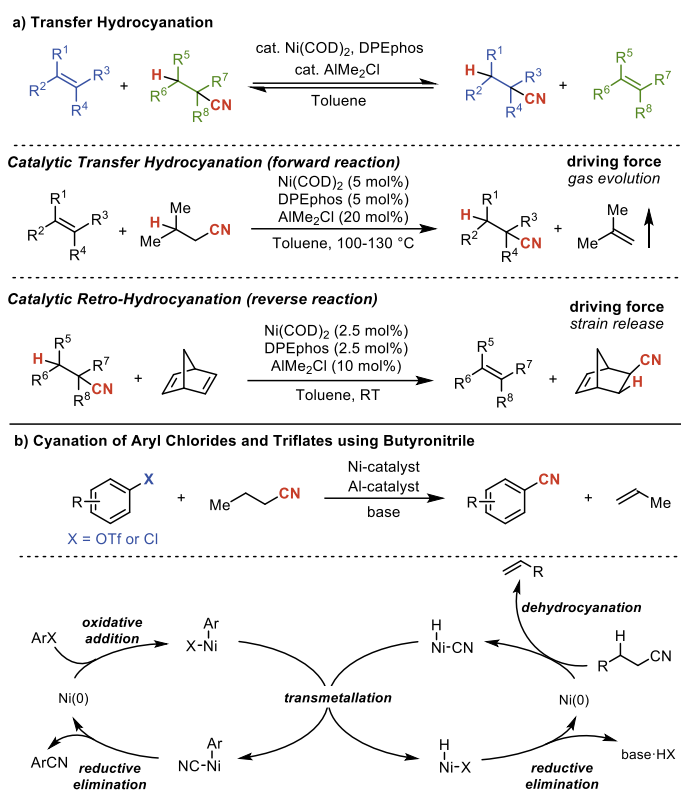 a) Transfer Hydrocyanation
R¹ R² R³ R⁴
+
H R⁵ R⁶ R⁷ R⁸ CN
cat. Ni(COD)₂, DPEphos
cat. AlMe₂Cl
Toluene
H R¹ R² R³ R⁴ CN
+
R⁵ R⁶ R⁷ R⁸
Catalytic Transfer Hydrocyanation (forward reaction)
driving force
gas evolution
R¹ R² R³ R⁴
+
H Me Me CN
Ni(COD)₂ (5 mol%)
DPEphos (5 mol%)
AlMe₂Cl (20 mol%)
Toluene, 100-130 °C
H R¹ R² R³ R⁴ CN
+
Me Me
Catalytic Retro-Hydrocyanation (reverse reaction)
driving force
strain release
H R⁵ R⁶ R⁷ R⁸ CN
+
Ni(COD)₂ (2.5 mol%)
DPEphos (2.5 mol%)
AlMe₂Cl (10 mol%)
Toluene, RT
R⁵ R⁶ R⁷ R⁸
+
CN H
b) Cyanation of Aryl Chlorides and Triflates using Butyronitrile
R X
X = OTf or Cl
+
Me CN
Ni-catalyst
Al-catalyst
base
R CN
+
Me
ArX
oxidative
addition
Ar
X-Ni
H
Ni-CN
R
dehydrocyanation
H
R CN
Ni(0)
transmetallation
Ni(0)
ArCN
reductive
elimination
Ar
NC-Ni
H
Ni-X
reductive
elimination
base·HX